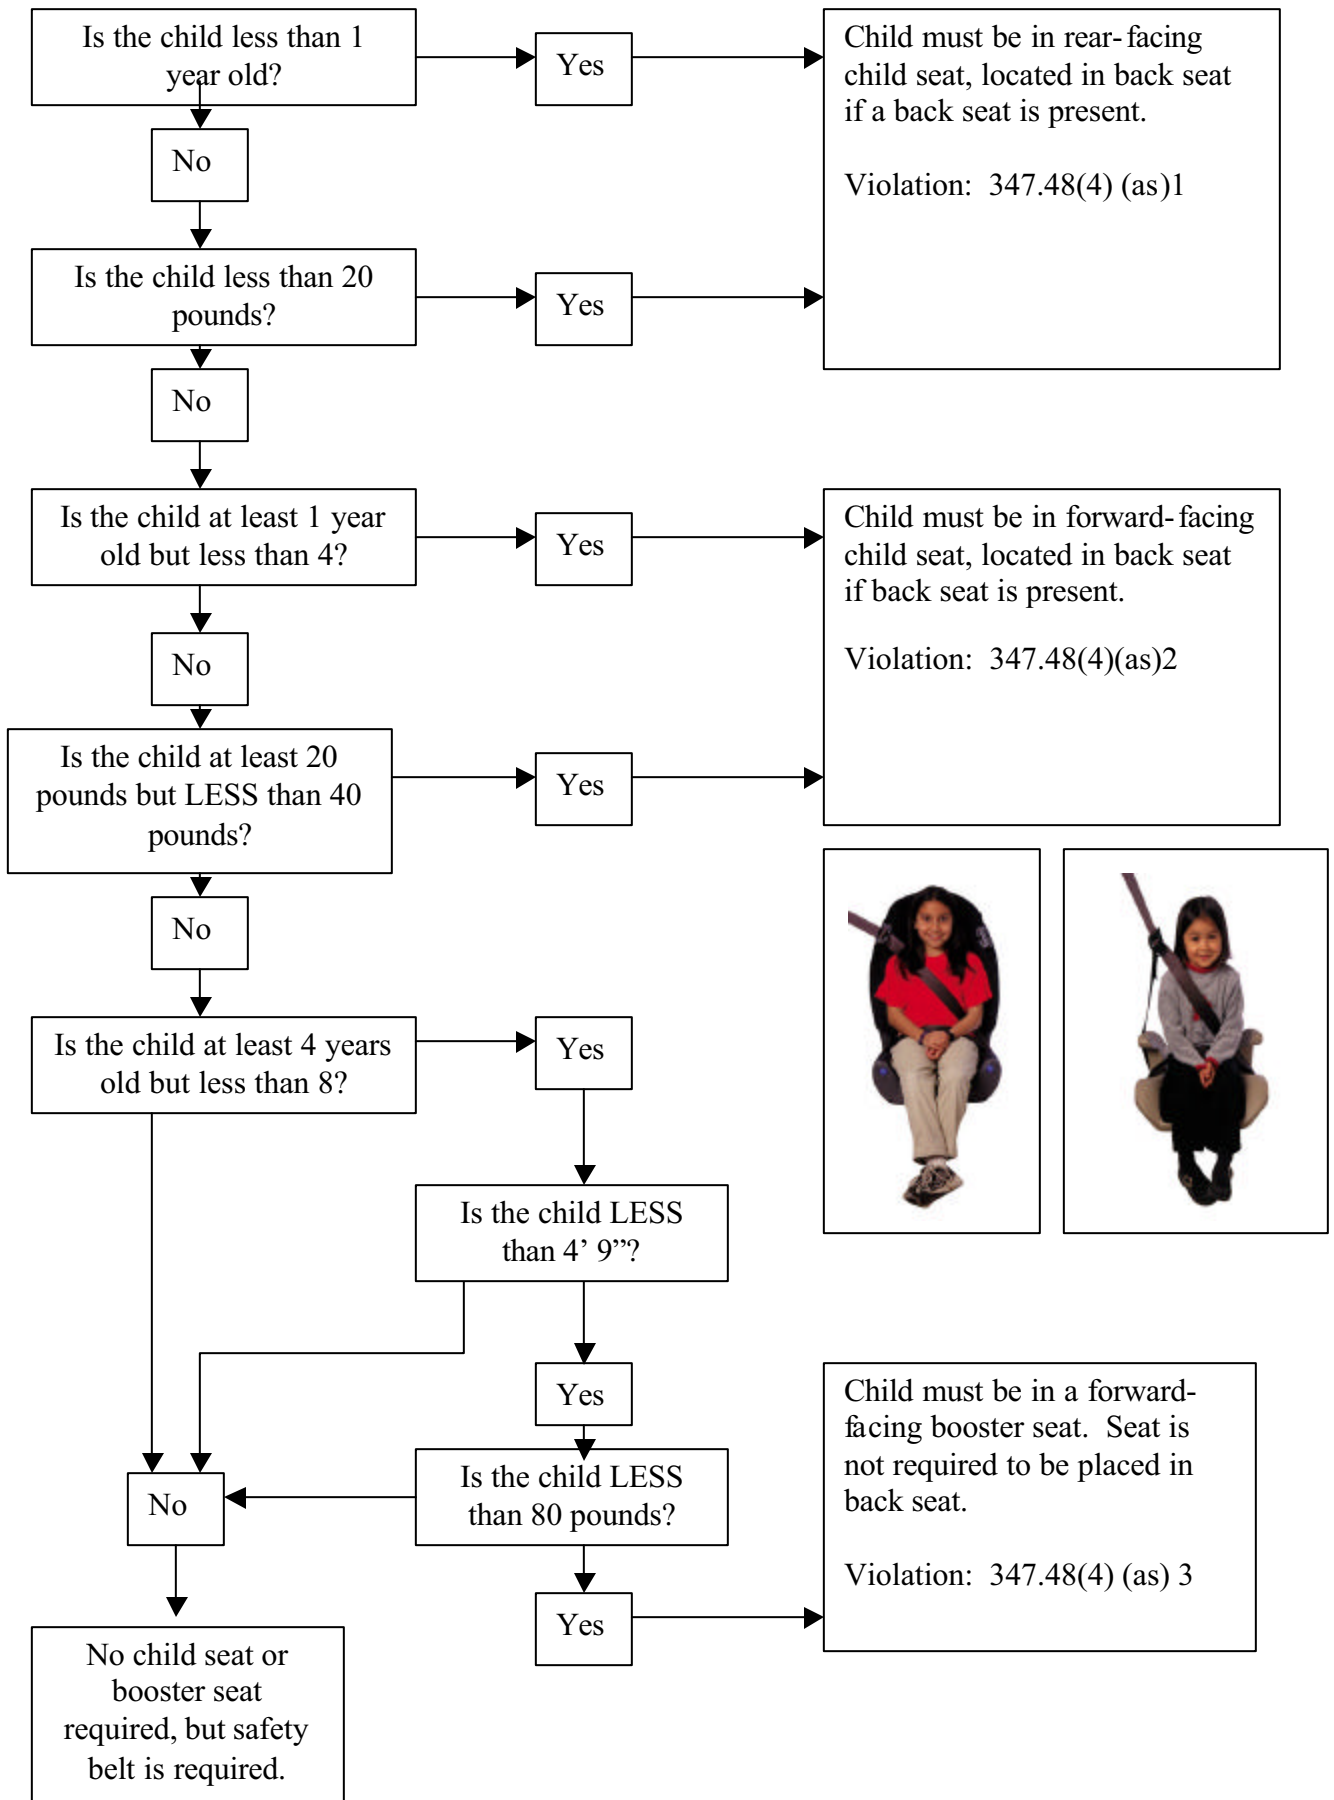 Is the child less than 1
year old?
Yes
Child must be in rear-facing
child seat, located in back seat
if a back seat is present.
Violation: 347.48(4) (as)1
No
Is the child less than 20
pounds?
Yes
No
Is the child at least 1 year
old but less than 4?
Yes
Child must be in forward-facing
child seat, located in back seat
if back seat is present.
Violation: 347.48(4)(as)2
No
Is the child at least 20
pounds but LESS than 40
pounds?
Yes
No
Is the child at least 4 years
old but less than 8?
Yes
Is the child LESS
than 4’ 9”?
Yes
Is the child LESS
than 80 pounds?
No
Yes
Child must be in a forward-
facing booster seat. Seat is
not required to be placed in
back seat.
Violation: 347.48(4) (as) 3
No child seat or
booster seat
required, but safety
belt is required.